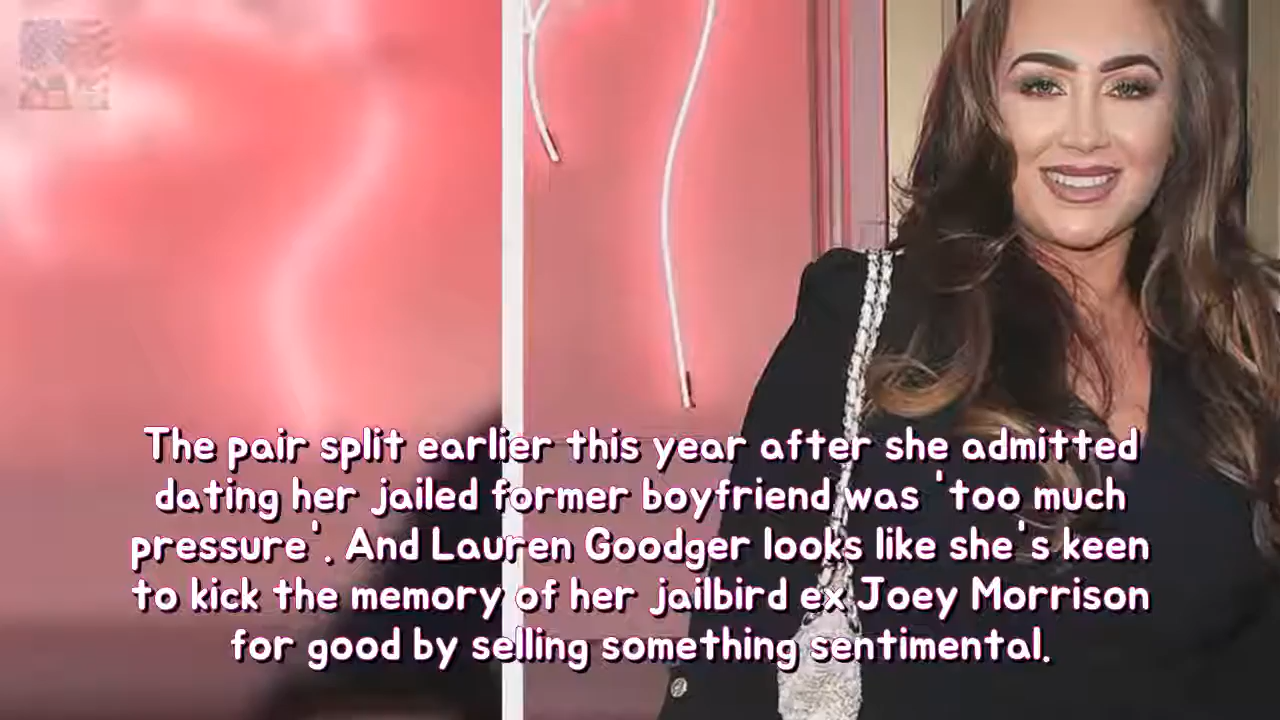 The pair split earlier this year after she admitted
dating her jailed former boyfriend was 'too much
pressure'. And Lauren Goodger looks like she's keen
to kick the memory of her jailbird ex Joey Morrison
for good by selling something sentimental.